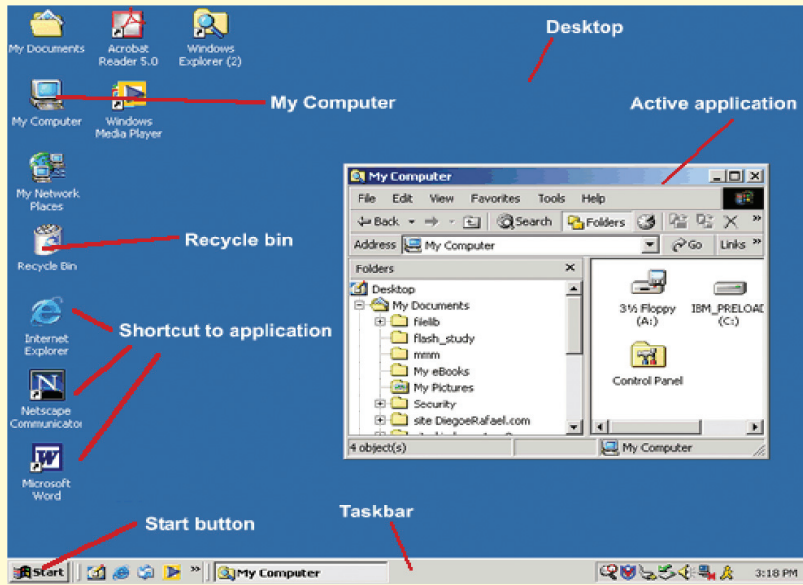 My Documents
Acrobat
Reader 5.0
Windows
Explorer (2)
Desktop
My Computer
Windows
Media Player
My Computer
Active application
My Network
Places
Recycle Bin
Recycle bin
Internet
Explorer
Shortcut to application
Netscape
Communicator
Microsoft
Word
My Computer
File Edit View Favorites Tools Help
Back Search Folders »
Address My Computer Go Links »
Folders
Desktop
My Documents
filelib
flash_study
mmm
My eBooks
My Pictures
Security
site DiegoeRafael.com
3½ Floppy
(A:)
IBM_PRELOAD
(C:)
Control Panel
4 object(s) My Computer
Start button
Taskbar
Start » My Computer 3:18 PM